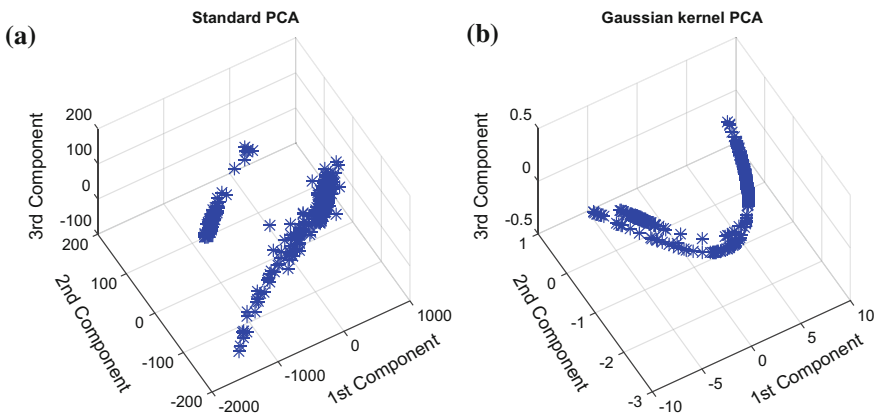 (a)
Standard PCA
3rd Component
200
100
0
-100
200
100
0
-100
-200
2nd Component
-2000
-1000
0
1000
1st Component
(b)
Gaussian kernel PCA
3rd Component
0.5
0
-0.5
1
0
-1
-2
-3
2nd Component
-10
-5
0
5
10
1st Component